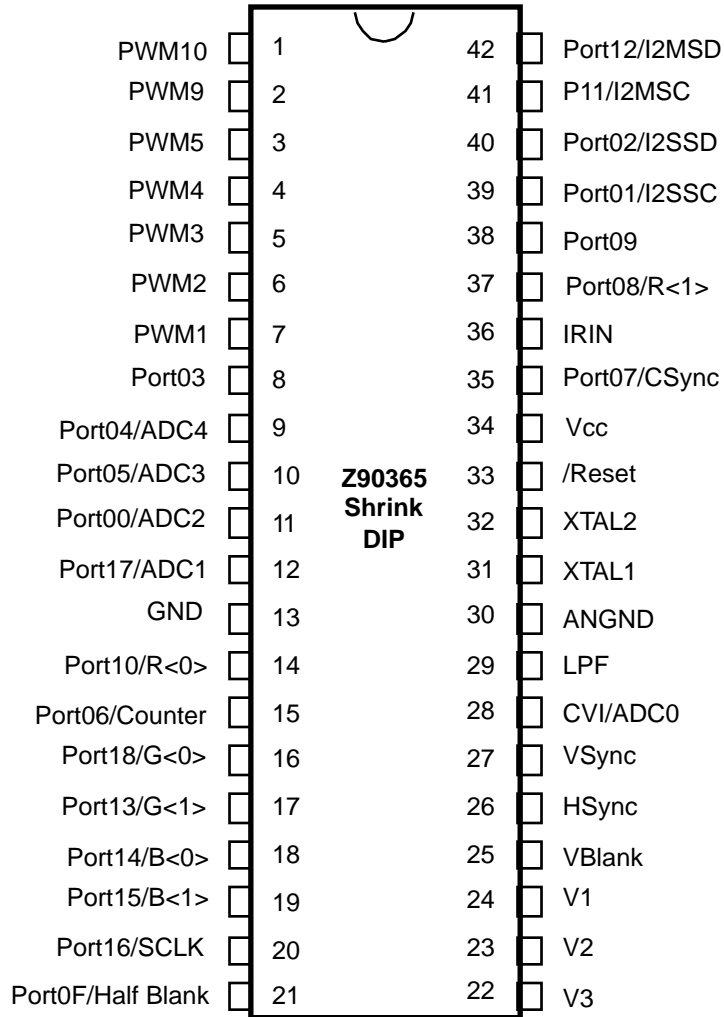 PWM10 1 42 Port12/I2MSD
PWM9 2 41 P11/I2MSC
PWM5 3 40 Port02/I2SSD
PWM4 4 39 Port01/I2SSC
PWM3 5 38 Port09
PWM2 6 37 Port08/R<1>
PWM1 7 36 IRIN
Port03 8 35 Port07/CSync
Port04/ADC4 9 34 Vcc
Port05/ADC3 10 Z90365 33 /Reset
Port00/ADC2 11 Shrink 32 XTAL2
DIP
Port17/ADC1 12 31 XTAL1
GND 13 30 ANGND
Port10/R<0> 14 29 LPF
Port06/Counter 15 28 CVI/ADC0
Port18/G<0> 16 27 VSync
Port13/G<1> 17 26 HSync
Port14/B<0> 18 25 VBlank
Port15/B<1> 19 24 V1
Port16/SCLK 20 23 V2
Port0F/Half Blank 21 22 V3